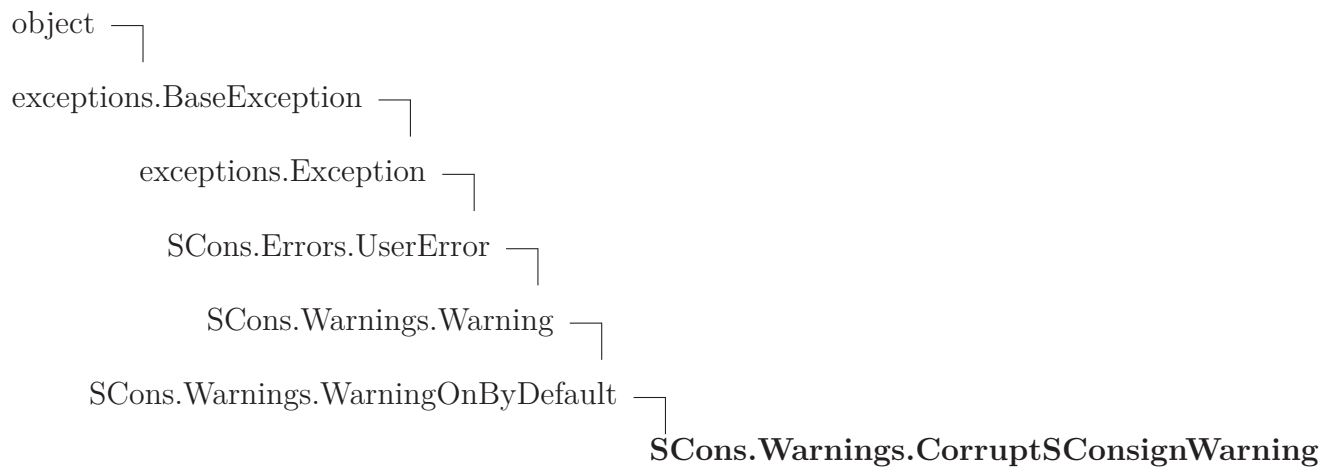 object
exceptions.BaseException
exceptions.Exception
SCons.Errors.UserError
SCons.Warnings.Warning
SCons.Warnings.WarningOnByDefault
SCons.Warnings.CorruptSConsignWarning